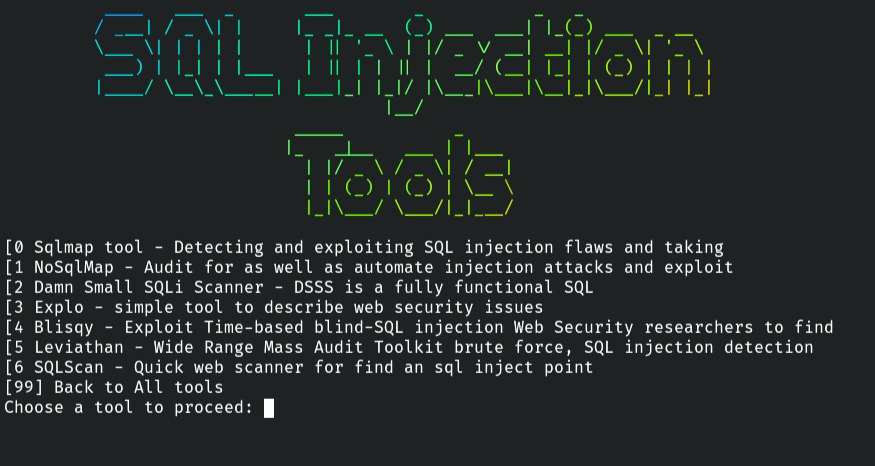 SQL Injection
Tools
[0 Sqlmap tool - Detecting and exploiting SQL injection flaws and taking
[1 NoSqlMap - Audit for as well as automate injection attacks and exploit
[2 Damn Small SQLi Scanner - DSSS is a fully functional SQL
[3 Explo - simple tool to describe web security issues
[4 Blisqy - Exploit Time-based blind-SQL injection Web Security researchers to find
[5 Leviathan - Wide Range Mass Audit Toolkit brute force, SQL injection detection
[6 SQLScan - Quick web scanner for find an sql inject point
[99] Back to All tools
Choose a tool to proceed: